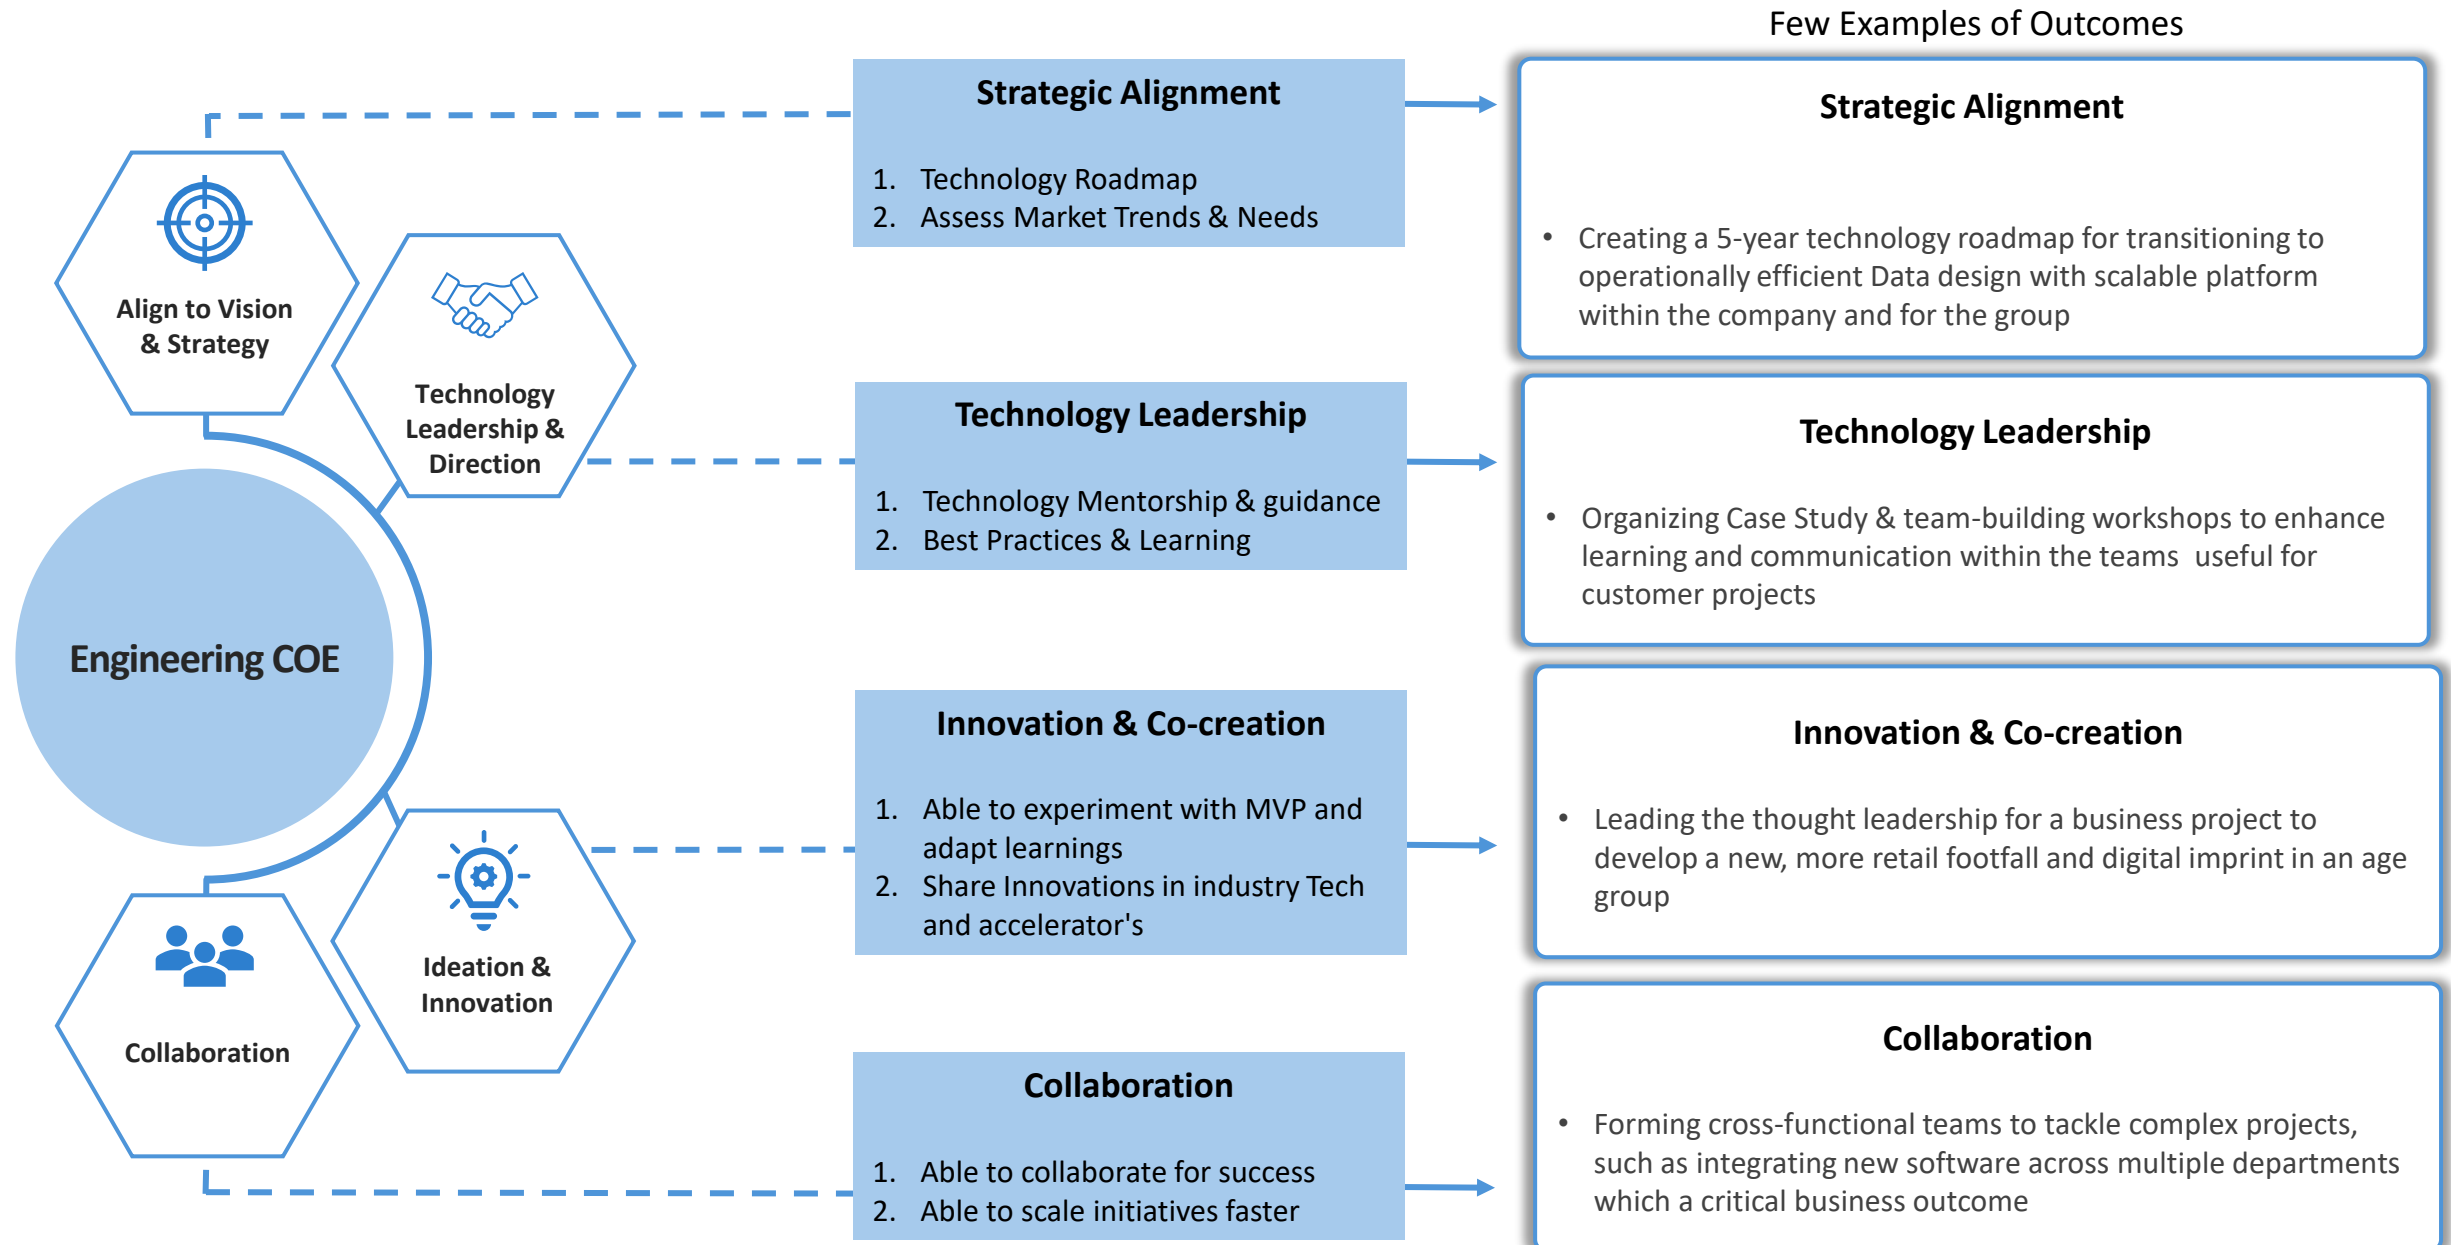 Few Examples of Outcomes
Align to Vision
& Strategy
Technology
Leadership &
Direction
Engineering COE
Ideation &
Innovation
Collaboration
Strategic Alignment
1. Technology Roadmap
2. Assess Market Trends & Needs
Strategic Alignment
• Creating a 5-year technology roadmap for transitioning to
operationally efficient Data design with scalable platform
within the company and for the group
Technology Leadership
1. Technology Mentorship & guidance
2. Best Practices & Learning
Technology Leadership
• Organizing Case Study & team-building workshops to enhance
learning and communication within the teams  useful for
customer projects
Innovation & Co-creation
1. Able to experiment with MVP and
adapt learnings
2. Share Innovations in industry Tech
and accelerator's
Innovation & Co-creation
• Leading the thought leadership for a business project to
develop a new, more retail footfall and digital imprint in an age
group
Collaboration
1. Able to collaborate for success
2. Able to scale initiatives faster
Collaboration
• Forming cross-functional teams to tackle complex projects,
such as integrating new software across multiple departments
which a critical business outcome